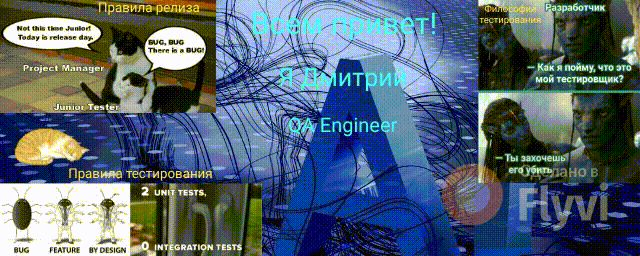 Правила релиза
Not this time Junior!
Today is release day.
BUG, BUG
There is a BUG!
Project Manager
Junior Tester
Всем привет!
Я Дмитрий
QA Engineer
Философия
тестирования
Разработчик
— Как я пойму, что это
мой тестировщик?
— Ты захочешь
его убить
дано в
Flyvi
Правила тестирования
BUG
FEATURE
BY DESIGN
2 UNIT TESTS,
0 INTEGRATION TESTS